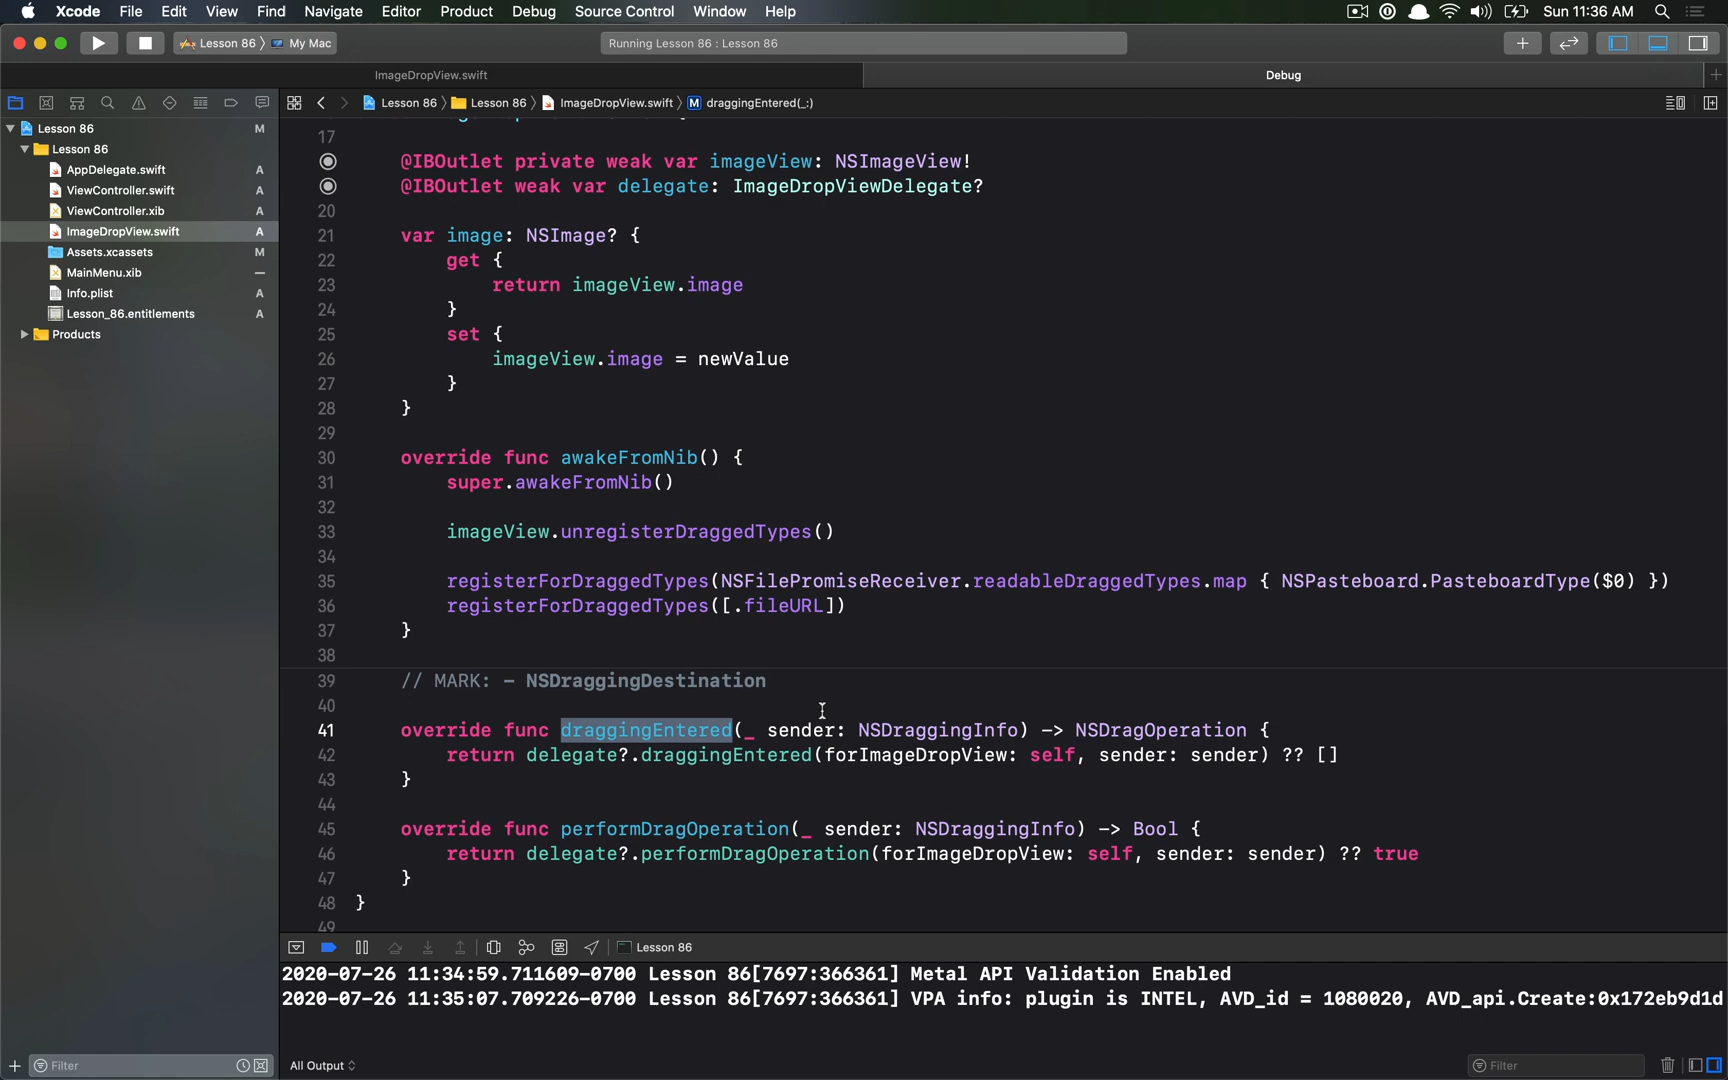 Xcode File Edit View Find Navigate Editor Product Debug Source Control Window Help Sun 11:36 AM
Lesson 86 My Mac
Running Lesson 86 : Lesson 86
ImageDropView.swift
Debug
Lesson 86 Lesson 86 ImageDropView.swift M draggingEntered(_:)
Lesson 86 M
Lesson 86
AppDelegate.swift A
ViewController.swift A
ViewController.xib A
ImageDropView.swift A
Assets.xcassets M
MainMenu.xib —
Info.plist A
Lesson_86.entitlements A
Products
17
@IBOutlet private weak var imageView: NSImageView!
@IBOutlet weak var delegate: ImageDropViewDelegate?
20
21 var image: NSImage? {
22 get {
23 return imageView.image
24 }
25 set {
26 imageView.image = newValue
27 }
28 }
29
30 override func awakeFromNib() {
31 super.awakeFromNib()
32
33 imageView.unregisterDraggedTypes()
34
35 registerForDraggedTypes(NSFilePromiseReceiver.readableDraggedTypes.map { NSPasteboard.PasteboardType($0) })
36 registerForDraggedTypes([.fileURL])
37 }
38
39 // MARK: - NSDraggingDestination
40
41 override func draggingEntered(_ sender: NSDraggingInfo) -> NSDragOperation {
42 return delegate?.draggingEntered(forImageDropView: self, sender: sender) ?? []
43 }
44
45 override func performDragOperation(_ sender: NSDraggingInfo) -> Bool {
46 return delegate?.performDragOperation(forImageDropView: self, sender: sender) ?? true
47 }
48 }
49
Lesson 86
2020-07-26 11:34:59.711609-0700 Lesson 86[7697:366361] Metal API Validation Enabled
2020-07-26 11:35:07.709226-0700 Lesson 86[7697:366361] VPA info: plugin is INTEL, AVD_id = 1080020, AVD_api.Create:0x172eb9d1d
Filter
All Output
Filter